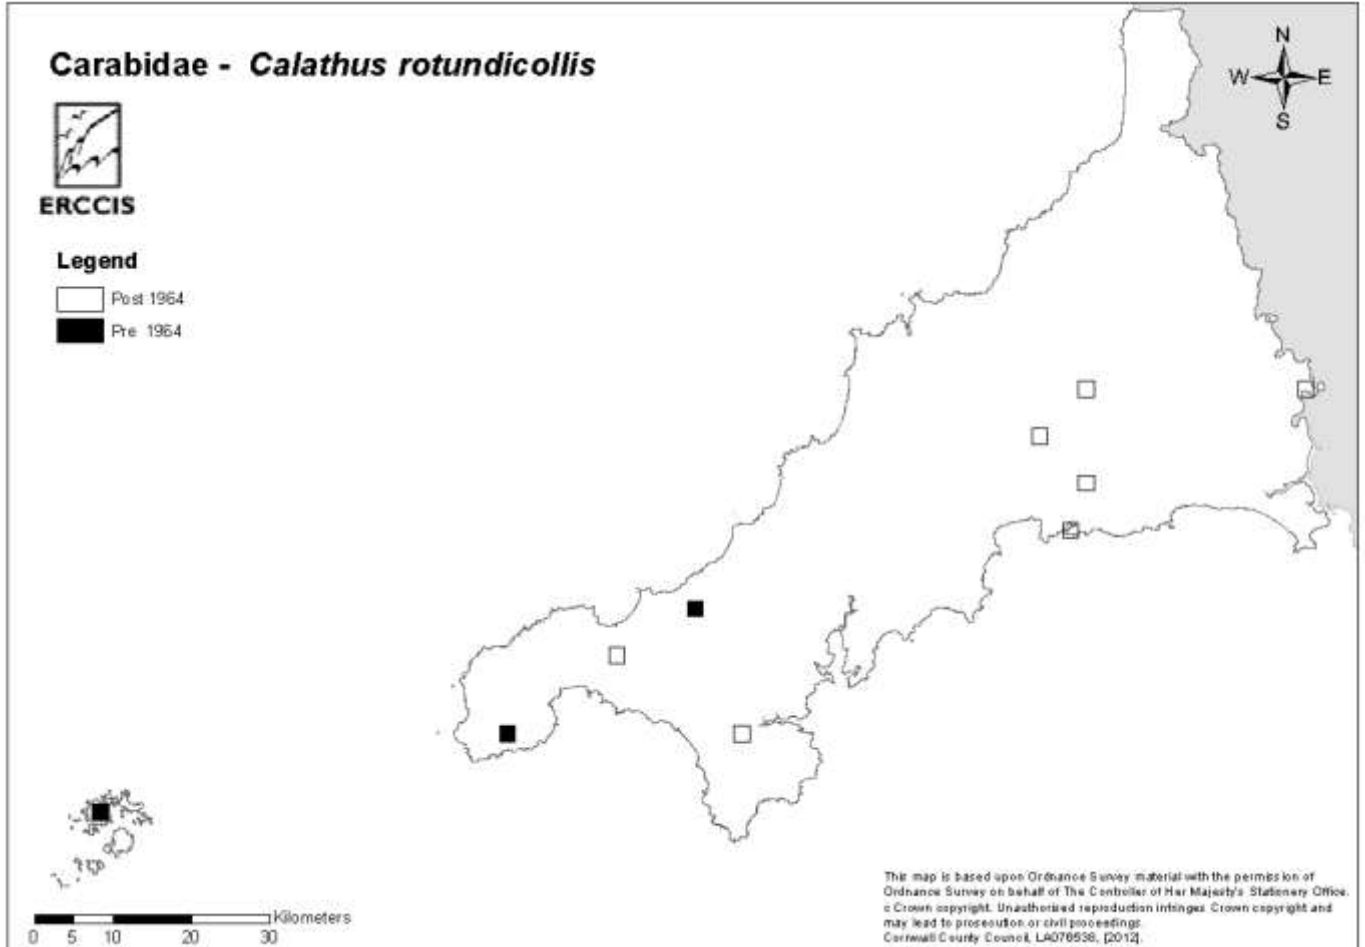 Carabidae - Calathus rotundicollis
N
W E
S
ERCCIS
Legend
Post 1964
Pre 1964
This map is based upon Ordnance Survey material with the permission of
Ordnance Survey on behalf of The Controller of Her Majesty's Stationery Office.
c Crown copyright. Unauthorised reproduction infringes Crown copyright and
may lead to prosecution or civil proceedings.
Cornwall County Council, LA076538, [2012].
Kilometers
0 5 10 20 30